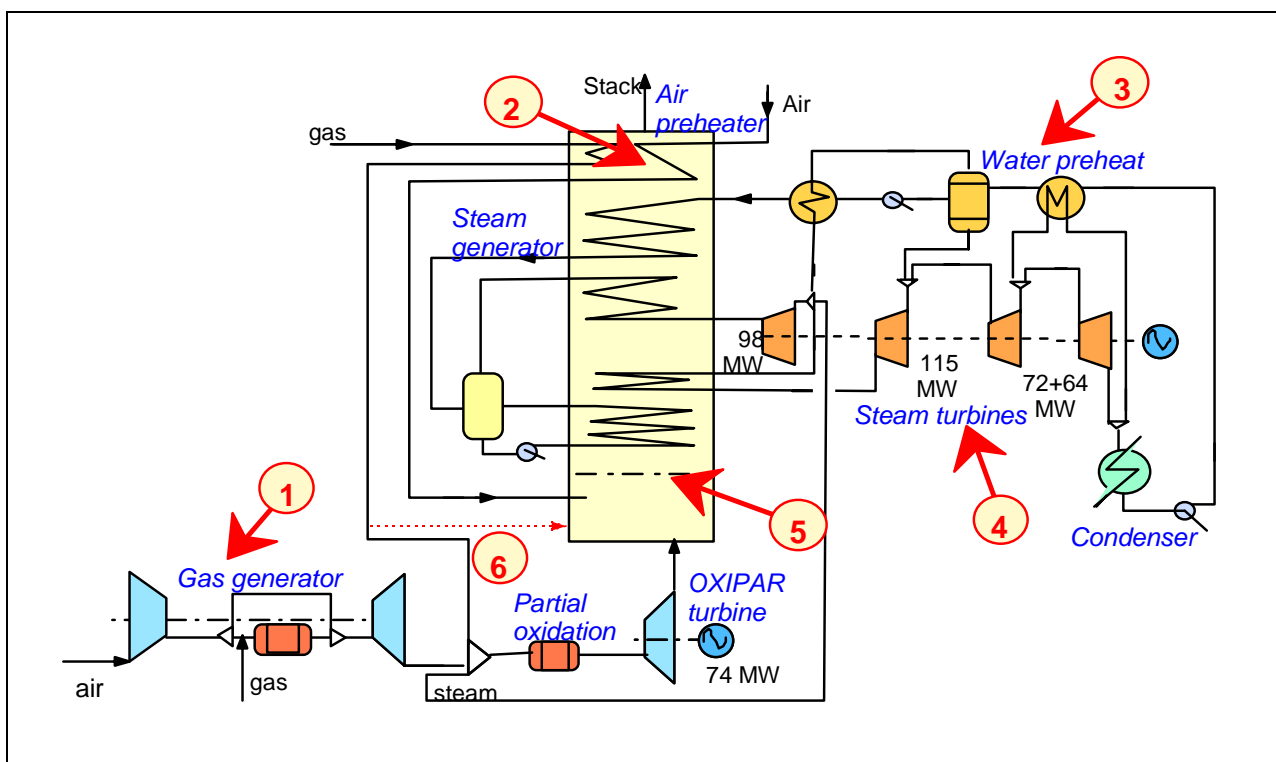 3
Stack
2
Air
preheater
Air
gas
Water preheat
Steam
generator
98
MW
115
MW
72+64
MW
Steam turbines
1
5
4
6
Condenser
Gas generator
Partial
oxidation
OXIPAR
turbine
74 MW
air
gas
steam